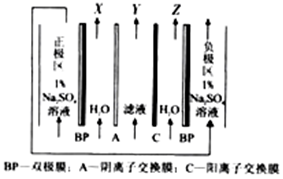 X Y Z
正极区 1% Na₂SO₄ 溶液
H₂O 滤液 H₂O
负极区 1% Na₂SO₄ 溶液
BP A C BP
BP—双极膜；A—阴离子交换膜；C—阳离子交换膜